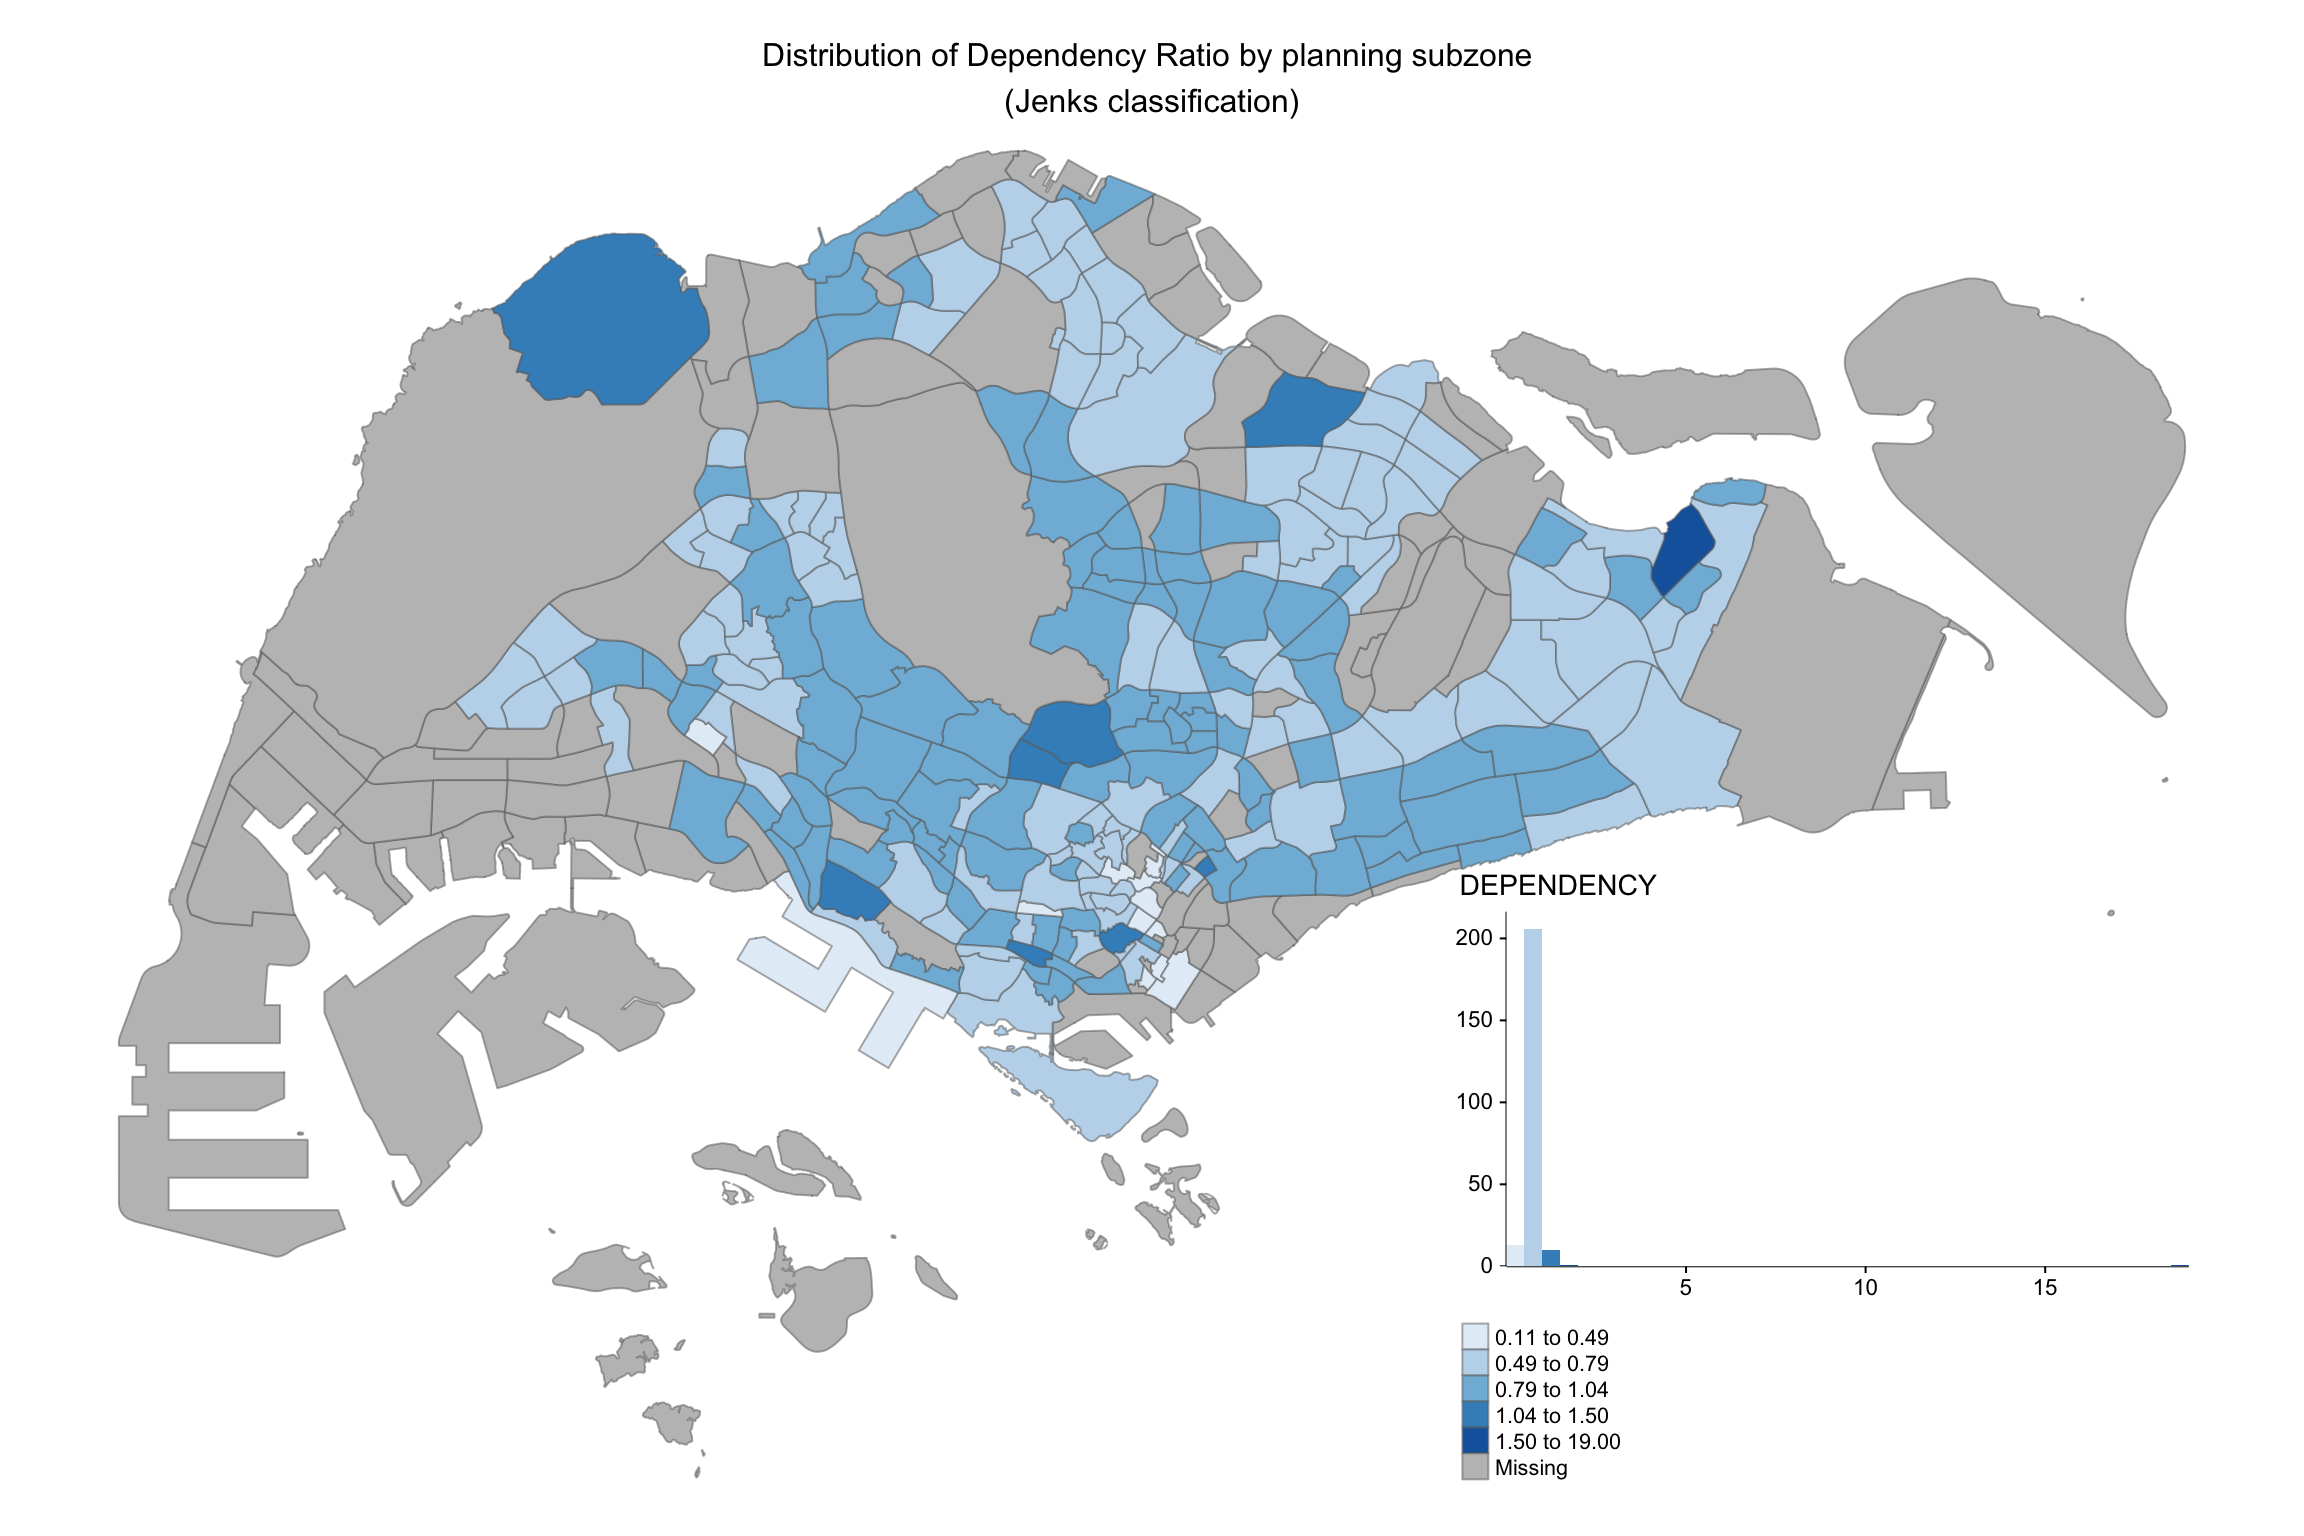 Distribution of Dependency Ratio by planning subzone
(Jenks classification)
DEPENDENCY
200
150
100
50
0
5 10 15
0.11 to 0.49
0.49 to 0.79
0.79 to 1.04
1.04 to 1.50
1.50 to 19.00
Missing